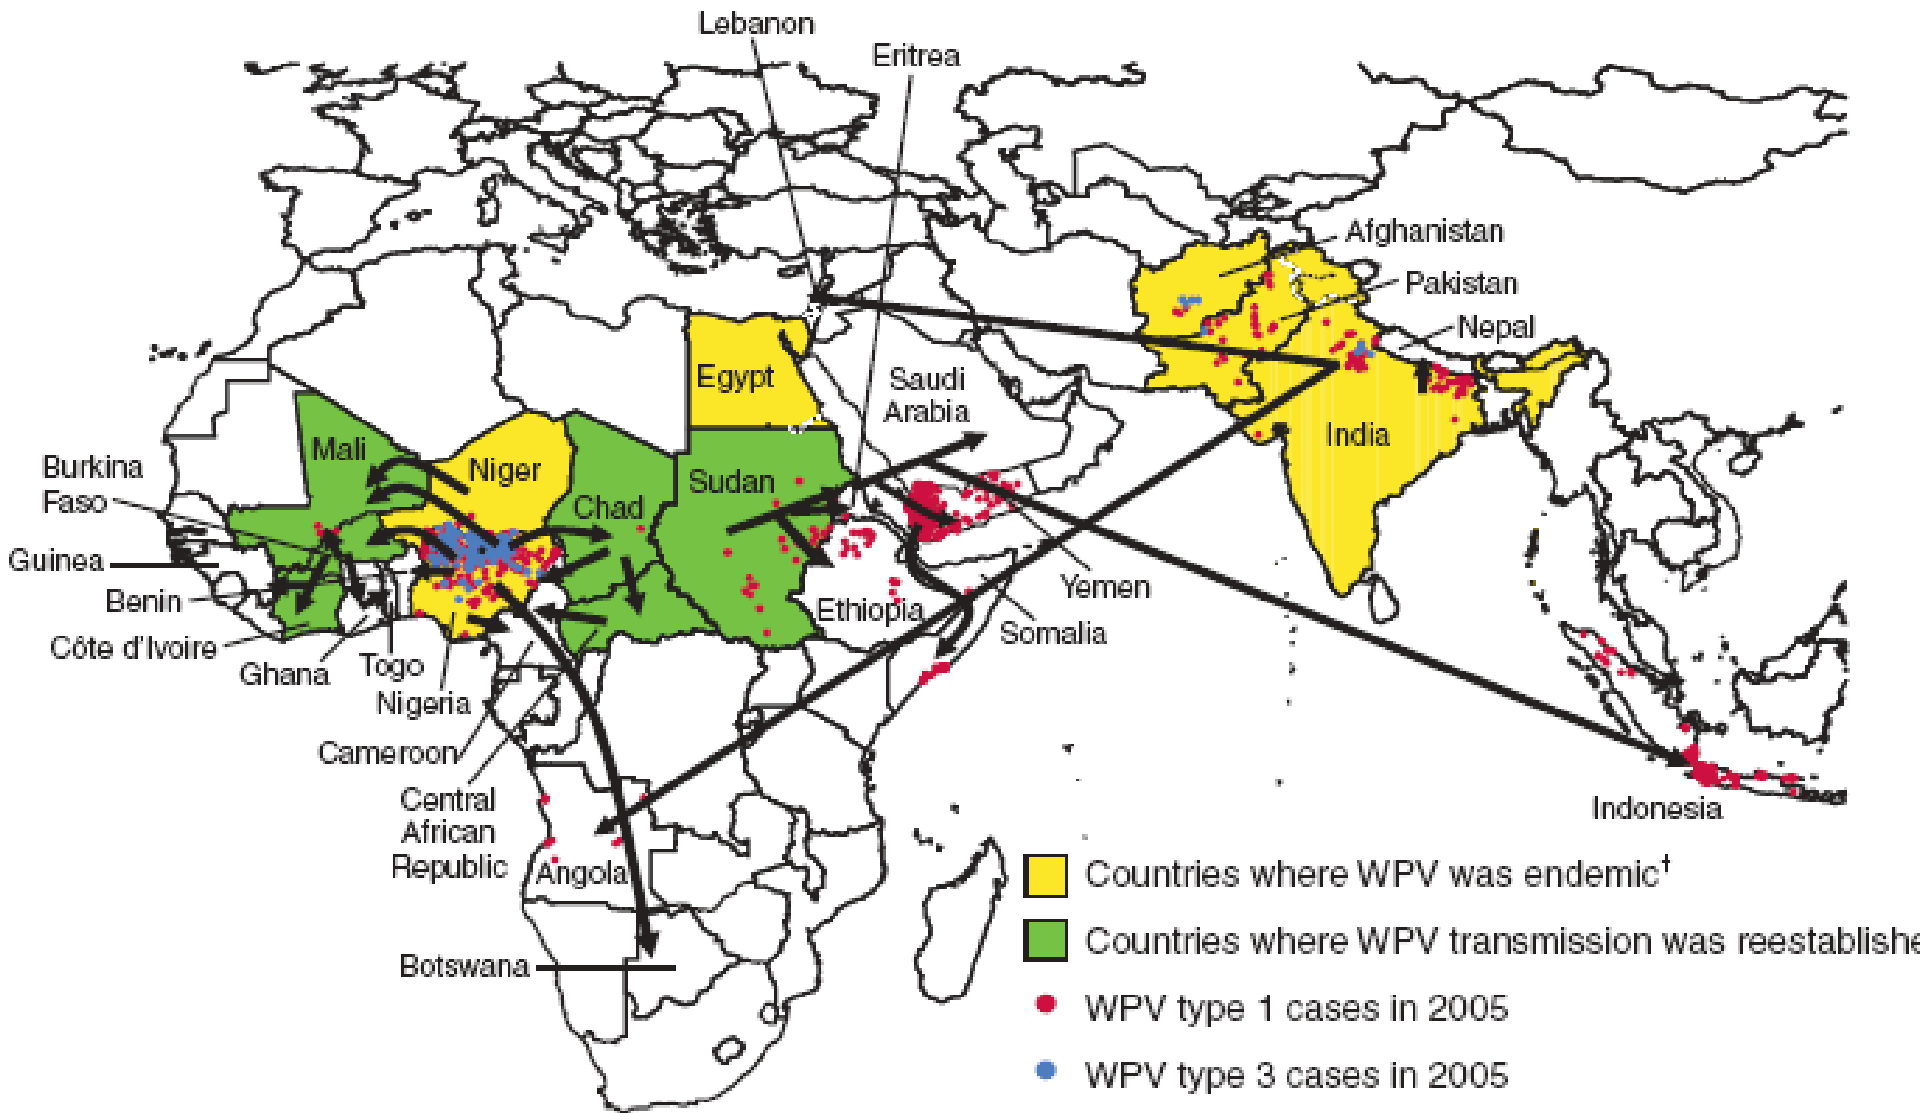 Lebanon
Eritrea
Afghanistan
Pakistan
Nepal
Egypt
Saudi
Arabia
India
Mali
Niger
Burkina
Faso
Chad
Sudan
Guinea
Benin
Ethiopia
Yemen
Somalia
Côte d'Ivoire
Ghana
Togo
Nigeria
Cameroon
Central
African
Republic
Angola
Indonesia
Botswana
Countries where WPV was endemic†
Countries where WPV transmission was reestablishe
WPV type 1 cases in 2005
WPV type 3 cases in 2005